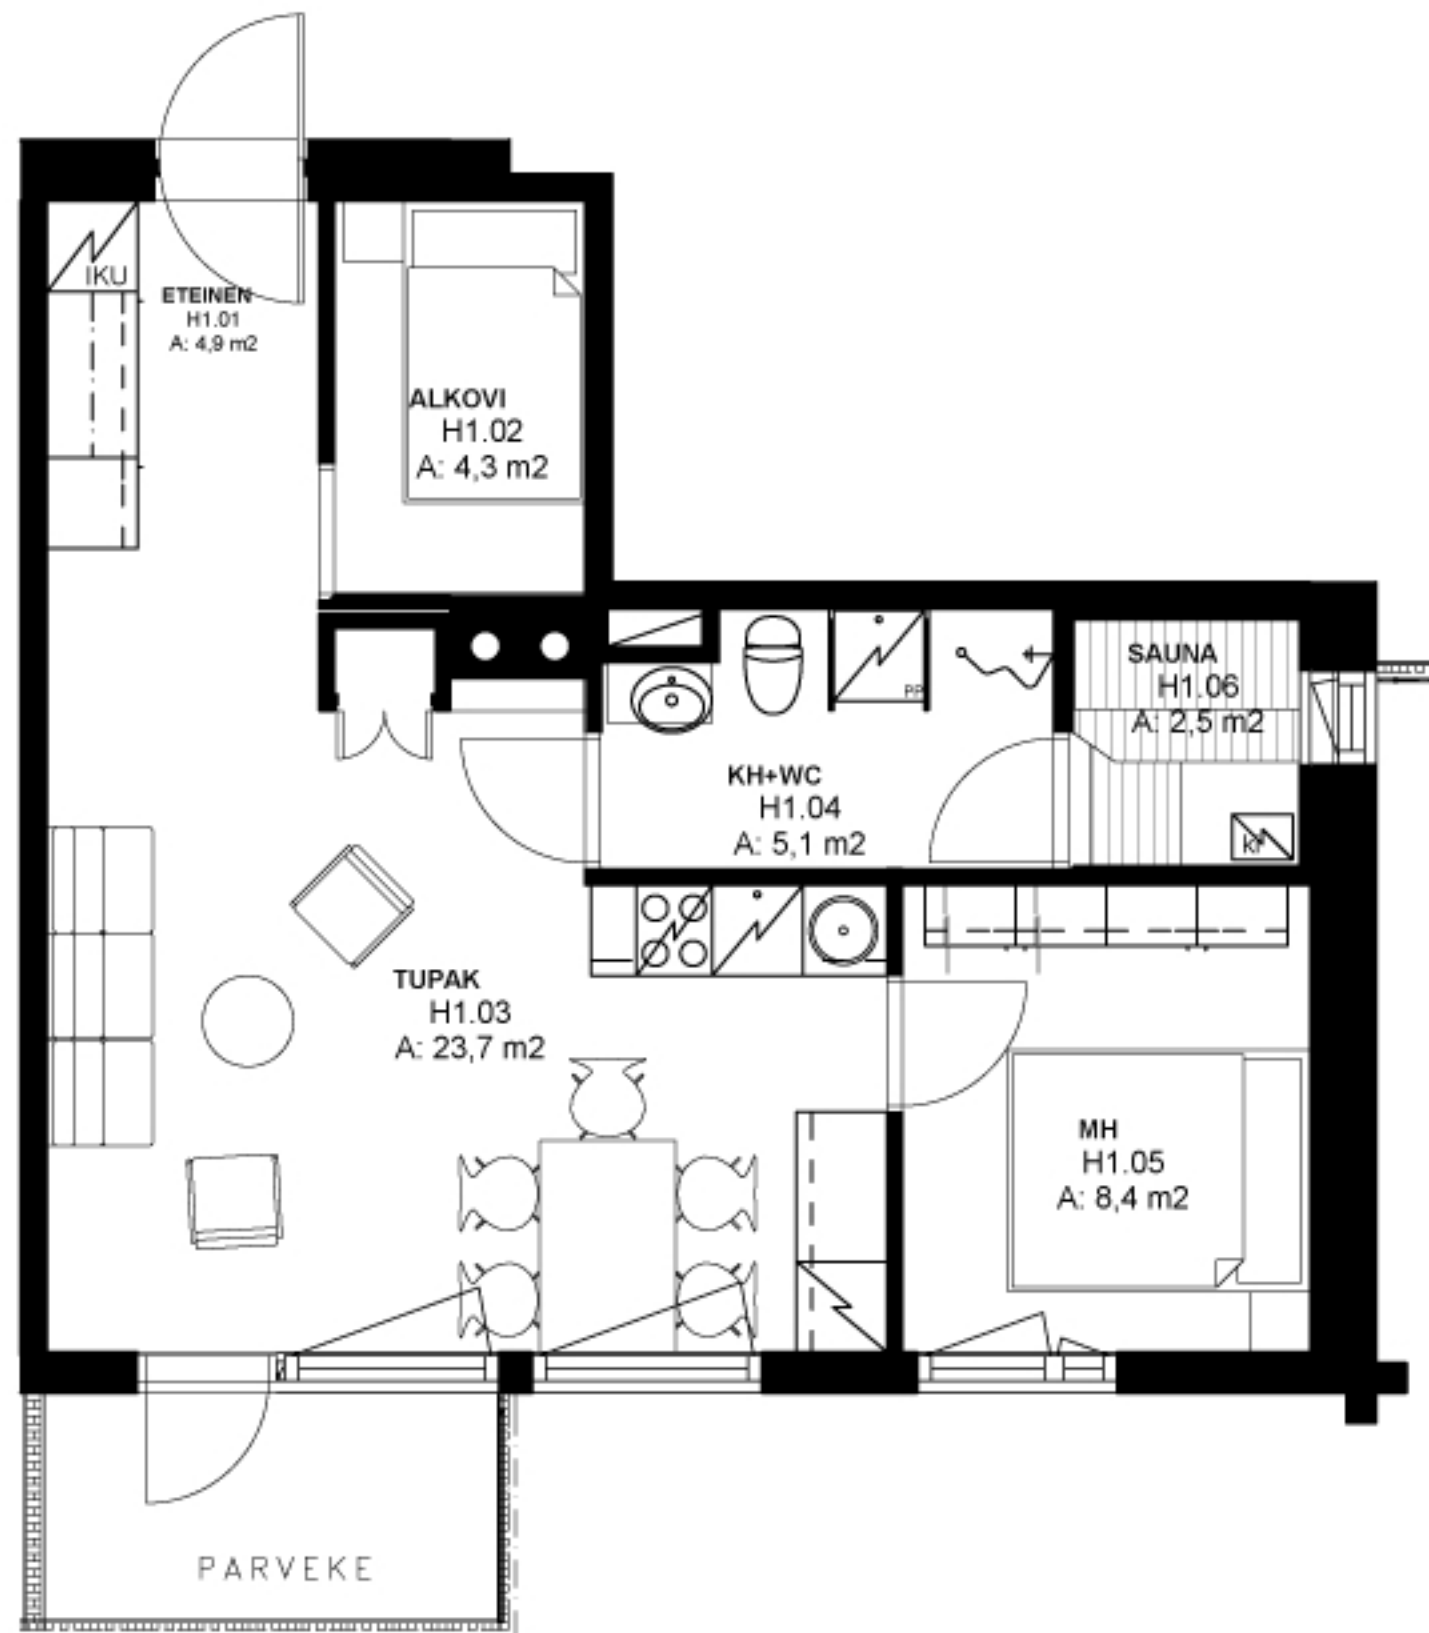 IKU
ETEINEN
H1.01
A: 4,9 m2
ALKOVI
H1.02
A: 4,3 m2
PP
SAUNA
H1.06
A: 2,5 m2
KH+WC
H1.04
A: 5,1 m2
TUPAK
H1.03
A: 23,7 m2
MH
H1.05
A: 8,4 m2
PARVEKE